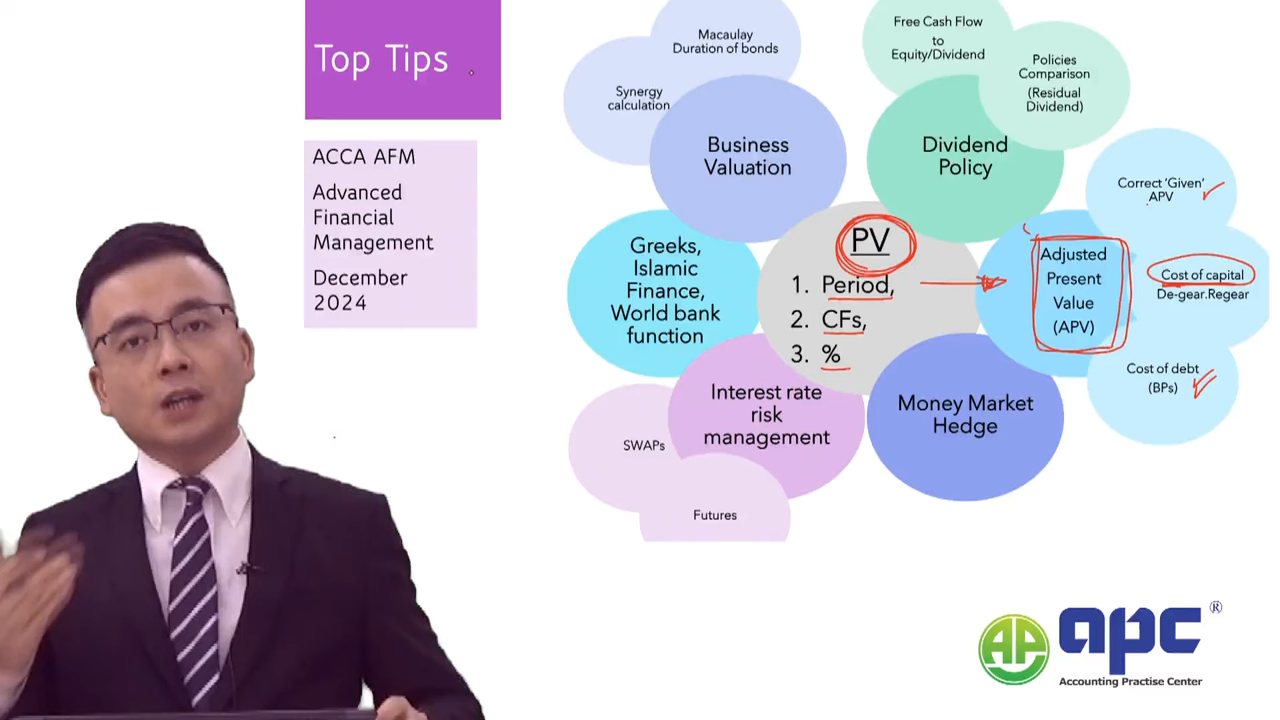 Top Tips
ACCA AFM
Advanced
Financial
Management
December
2024
Macaulay
Duration of bonds
Synergy
calculation
Business
Valuation
Free Cash Flow
to
Equity/Dividend
Policies
Comparison
(Residual
Dividend)
Dividend
Policy
Correct ‘Given’
APV
Adjusted
Present
Value
(APV)
Cost of capital
De-gear.Regear
Cost of debt
(BPs)
Greeks,
Islamic
Finance,
World bank
function
PV
1. Period,
2. CFs,
3. %
Interest rate
risk
management
SWAPs
Futures
Money Market
Hedge
AP
apc ®
Accounting Practise Center